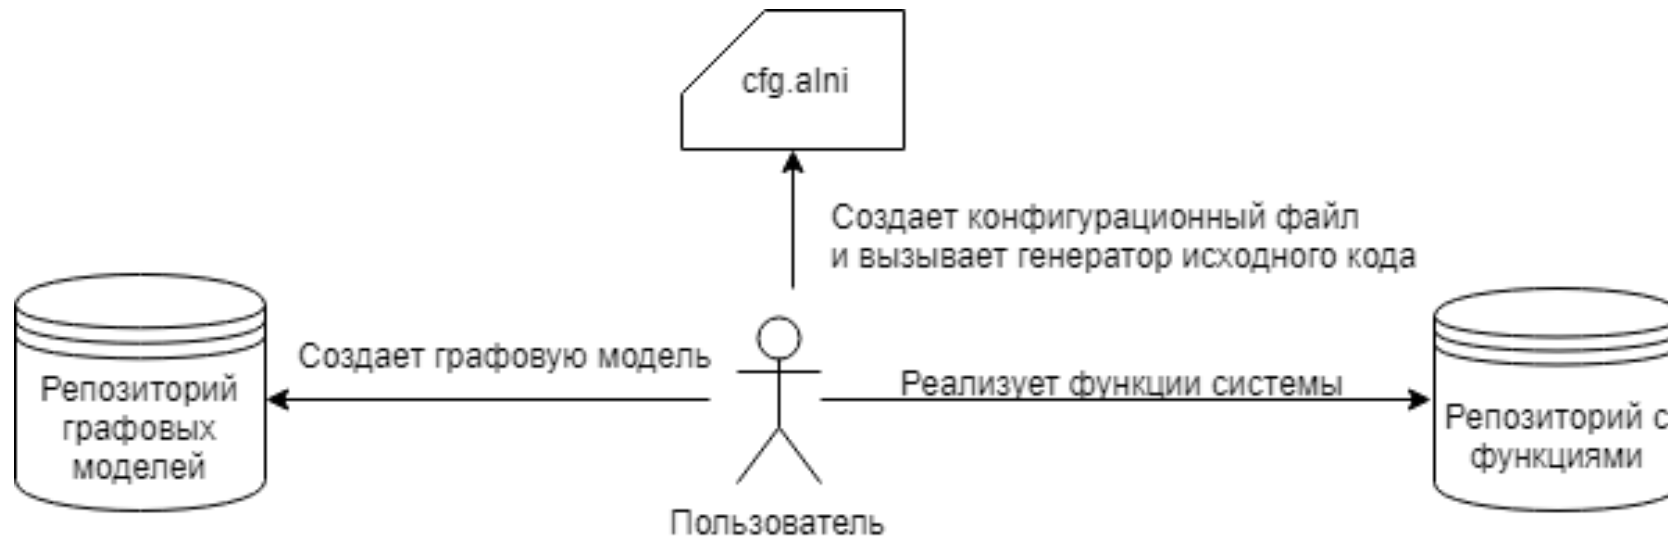 cfg.alni
Создает конфигурационный файл
и вызывает генератор исходного кода
Создает графовую модель
Реализует функции системы
Репозиторий
графовых
моделей
Репозиторий с
функциями
Пользователь